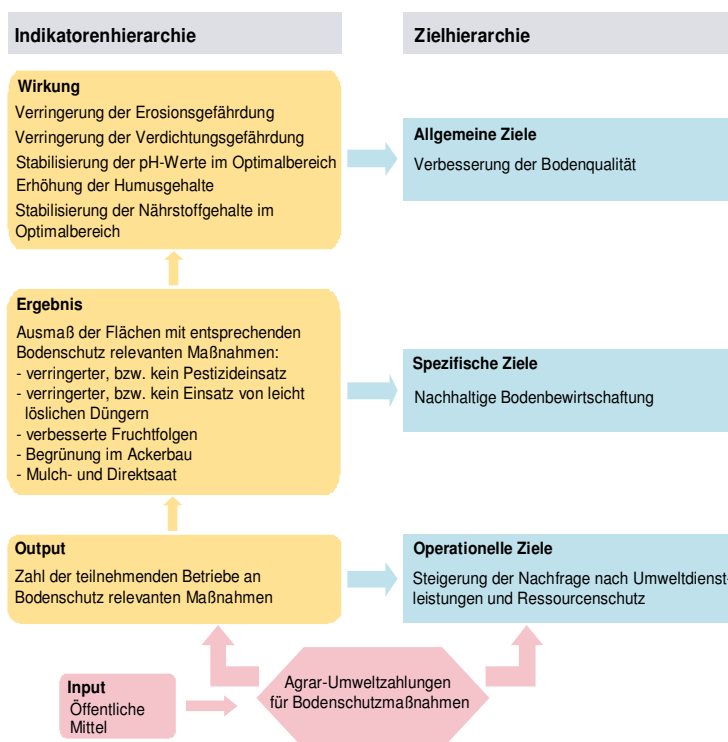 Indikatorenhierarchie
Zielhierarchie
Wirkung
Verringerung der Erosionsgefährdung
Verringerung der Verdichtungsgefährdung
Stabilisierung der pH-Werte im Optimalbereich
Erhöhung der Humusgehalte
Stabilisierung der Nährstoffgehalte im
Optimalbereich
Allgemeine Ziele
Verbesserung der Bodenqualität
Ergebnis
Ausmaß der Flächen mit entsprechenden
Bodenschutz relevanten Maßnahmen:
- verringerter, bzw. kein Pestizideinsatz
- verringerter, bzw. kein Einsatz von leicht
löslichen Düngern
- verbesserte Fruchtfolgen
- Begrünung im Ackerbau
- Mulch- und Direktsaat
Spezifische Ziele
Nachhaltige Bodenbewirtschaftung
Output
Zahl der teilnehmenden Betriebe an
Bodenschutz relevanten Maßnahmen
Operationelle Ziele
Steigerung der Nachfrage nach Umweltdienst-
leistungen und Ressourcenschutz
Input
Öffentliche
Mittel
Agrar-Umweltzahlungen
für Bodenschutzmaßnahmen